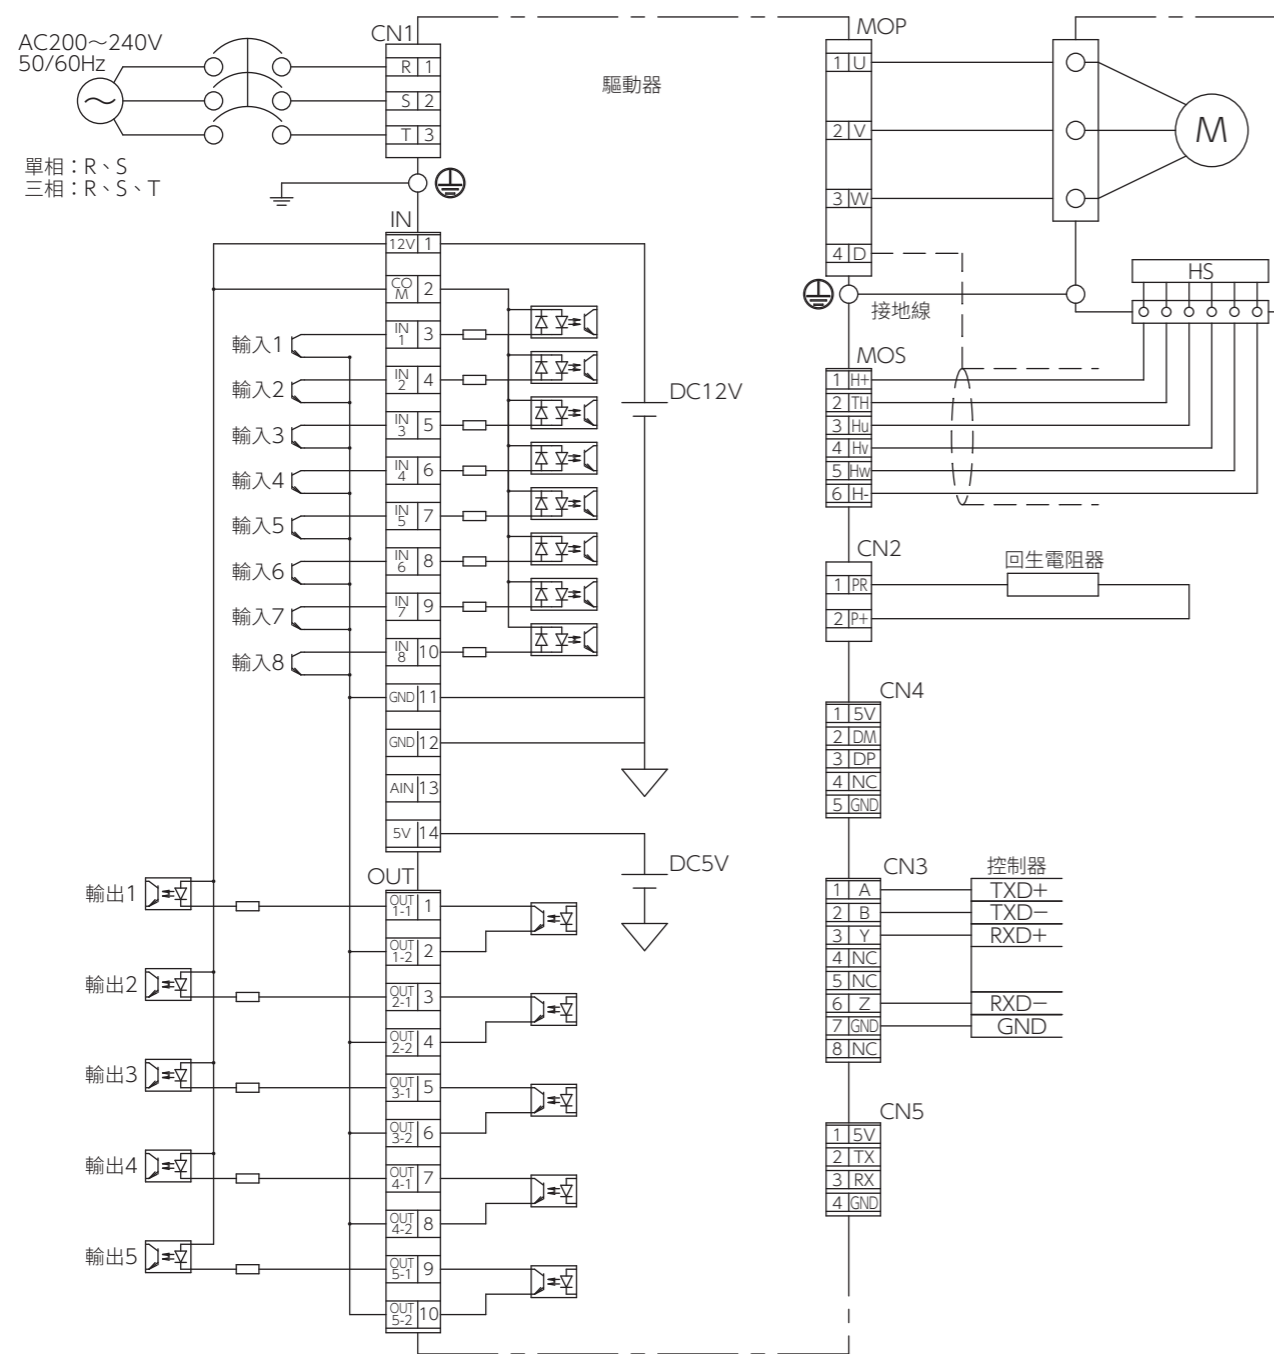 AC200～240V
50/60Hz
單相：R、S
三相：R、S、T
CN1
R 1
S 2
T 3
驅動器
IN
12V 1
COM 2
IN1 3
IN2 4
IN3 5
IN4 6
IN5 7
IN6 8
IN7 9
IN8 10
GND 11
GND 12
AIN 13
5V 14
輸入1
輸入2
輸入3
輸入4
輸入5
輸入6
輸入7
輸入8
DC12V
DC5V
OUT
OUT1-1 1
OUT1-2 2
OUT2-1 3
OUT2-2 4
OUT3-1 5
OUT3-2 6
OUT4-1 7
OUT4-2 8
OUT5-1 9
OUT5-2 10
輸出1
輸出2
輸出3
輸出4
輸出5
MOP
1 U
2 V
3 W
4 D
M
接地線
HS
MOS
1 H+
2 TH
3 Hu
4 Hv
5 Hw
6 H-
CN2
1 PR
2 P+
回生電阻器
CN4
1 5V
2 DM
3 DP
4 NC
5 GND
CN3
1 A
2 B
3 Y
4 NC
5 NC
6 Z
7 GND
8 NC
控制器
TXD+
TXD−
RXD+
RXD−
GND
CN5
1 5V
2 TX
3 RX
4 GND